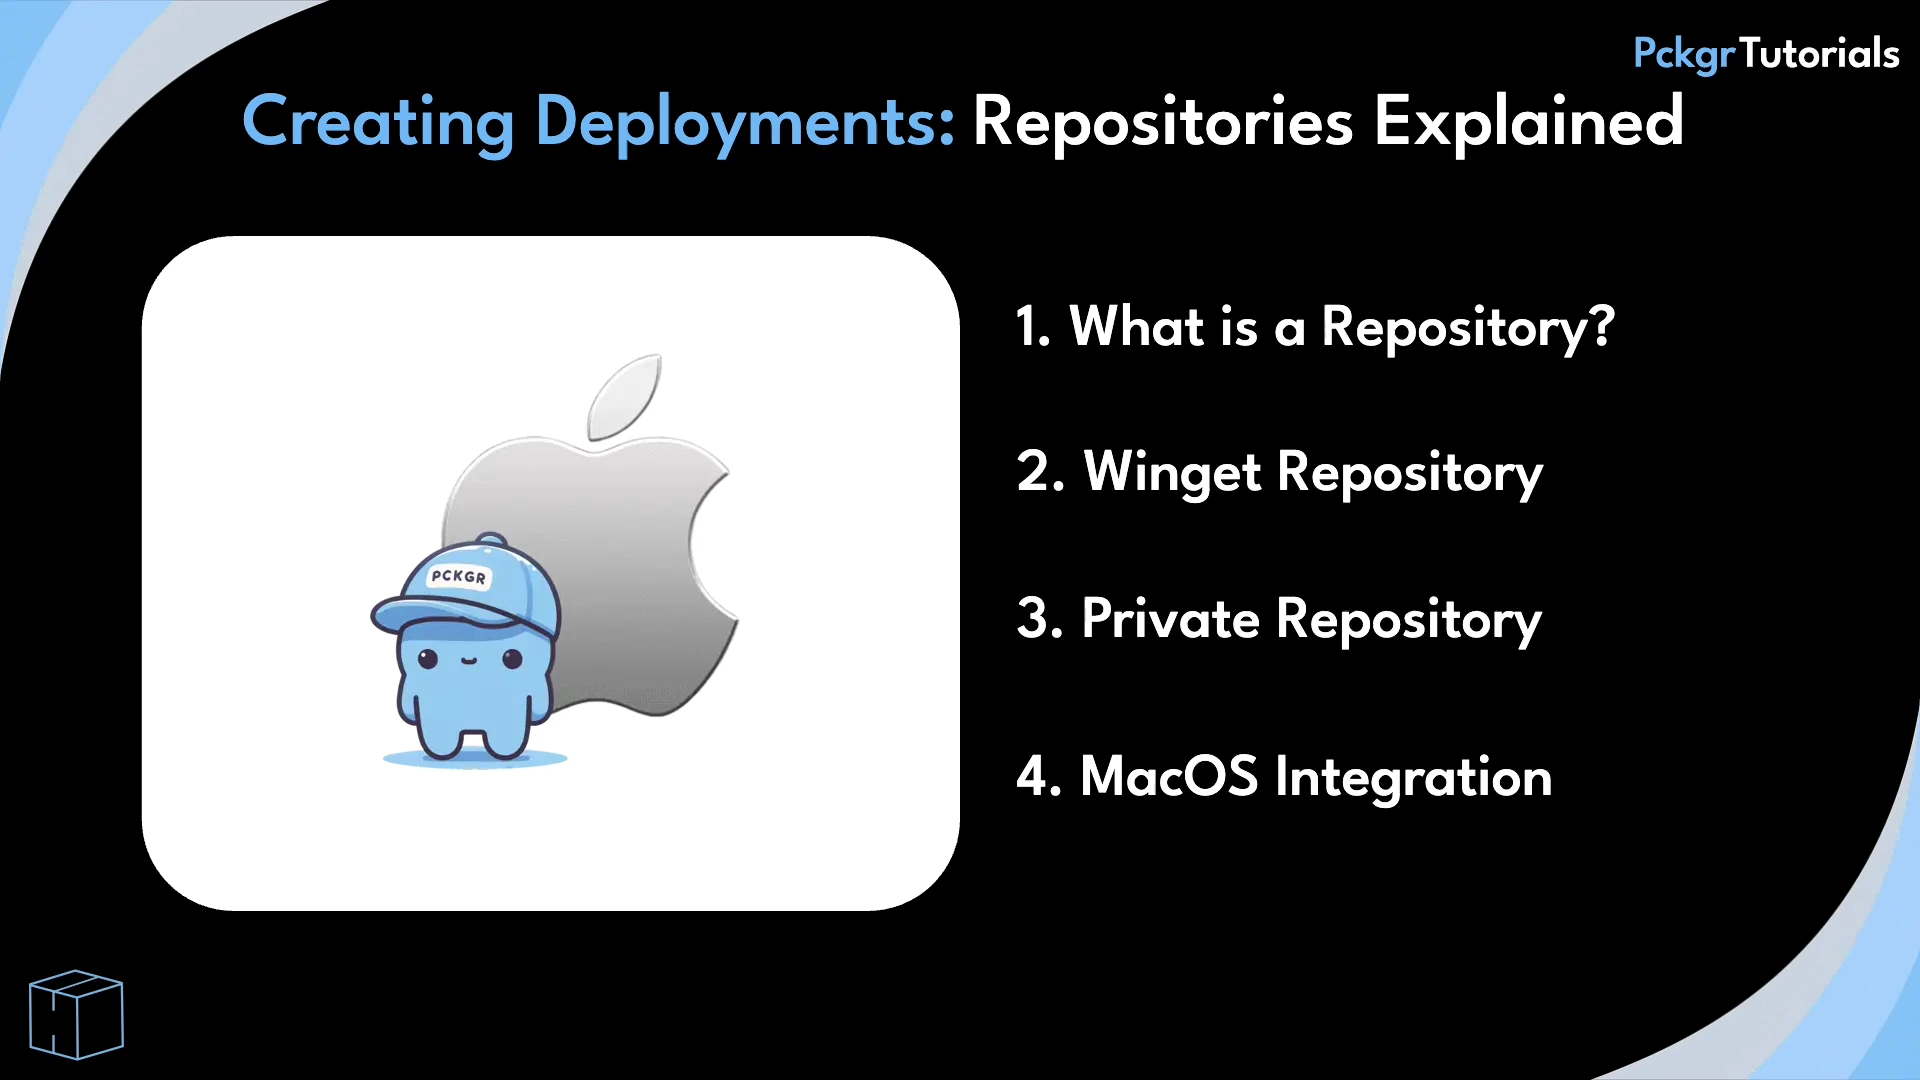 PckgrTutorials
Creating Deployments: Repositories Explained
1. What is a Repository?
2. Winget Repository
3. Private Repository
4. MacOS Integration
PCKGR